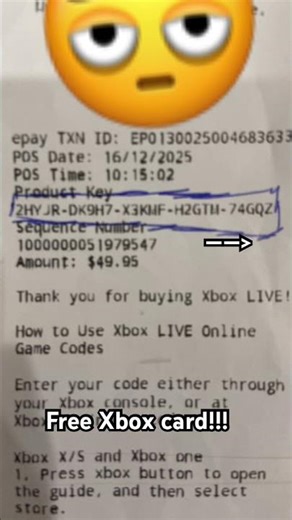 epay TXN ID: EP0130025004683633
POS Date: 16/12/2025
POS Time: 10:15:02
Product Key
2HYJR-DK9H7-X3KMF-H2GTM-74GQZ
Sequence Number
1000000051979547
Amount: $49.95
Thank you for buying Xbox LIVE!
How to Use Xbox LIVE Online
Game Codes
Enter your code either through
your Xbox console, or at
Xbox
Free Xbox card!!!
Xbox X/S and Xbox one
1. Press xbox button to open
the guide, and then select
store.